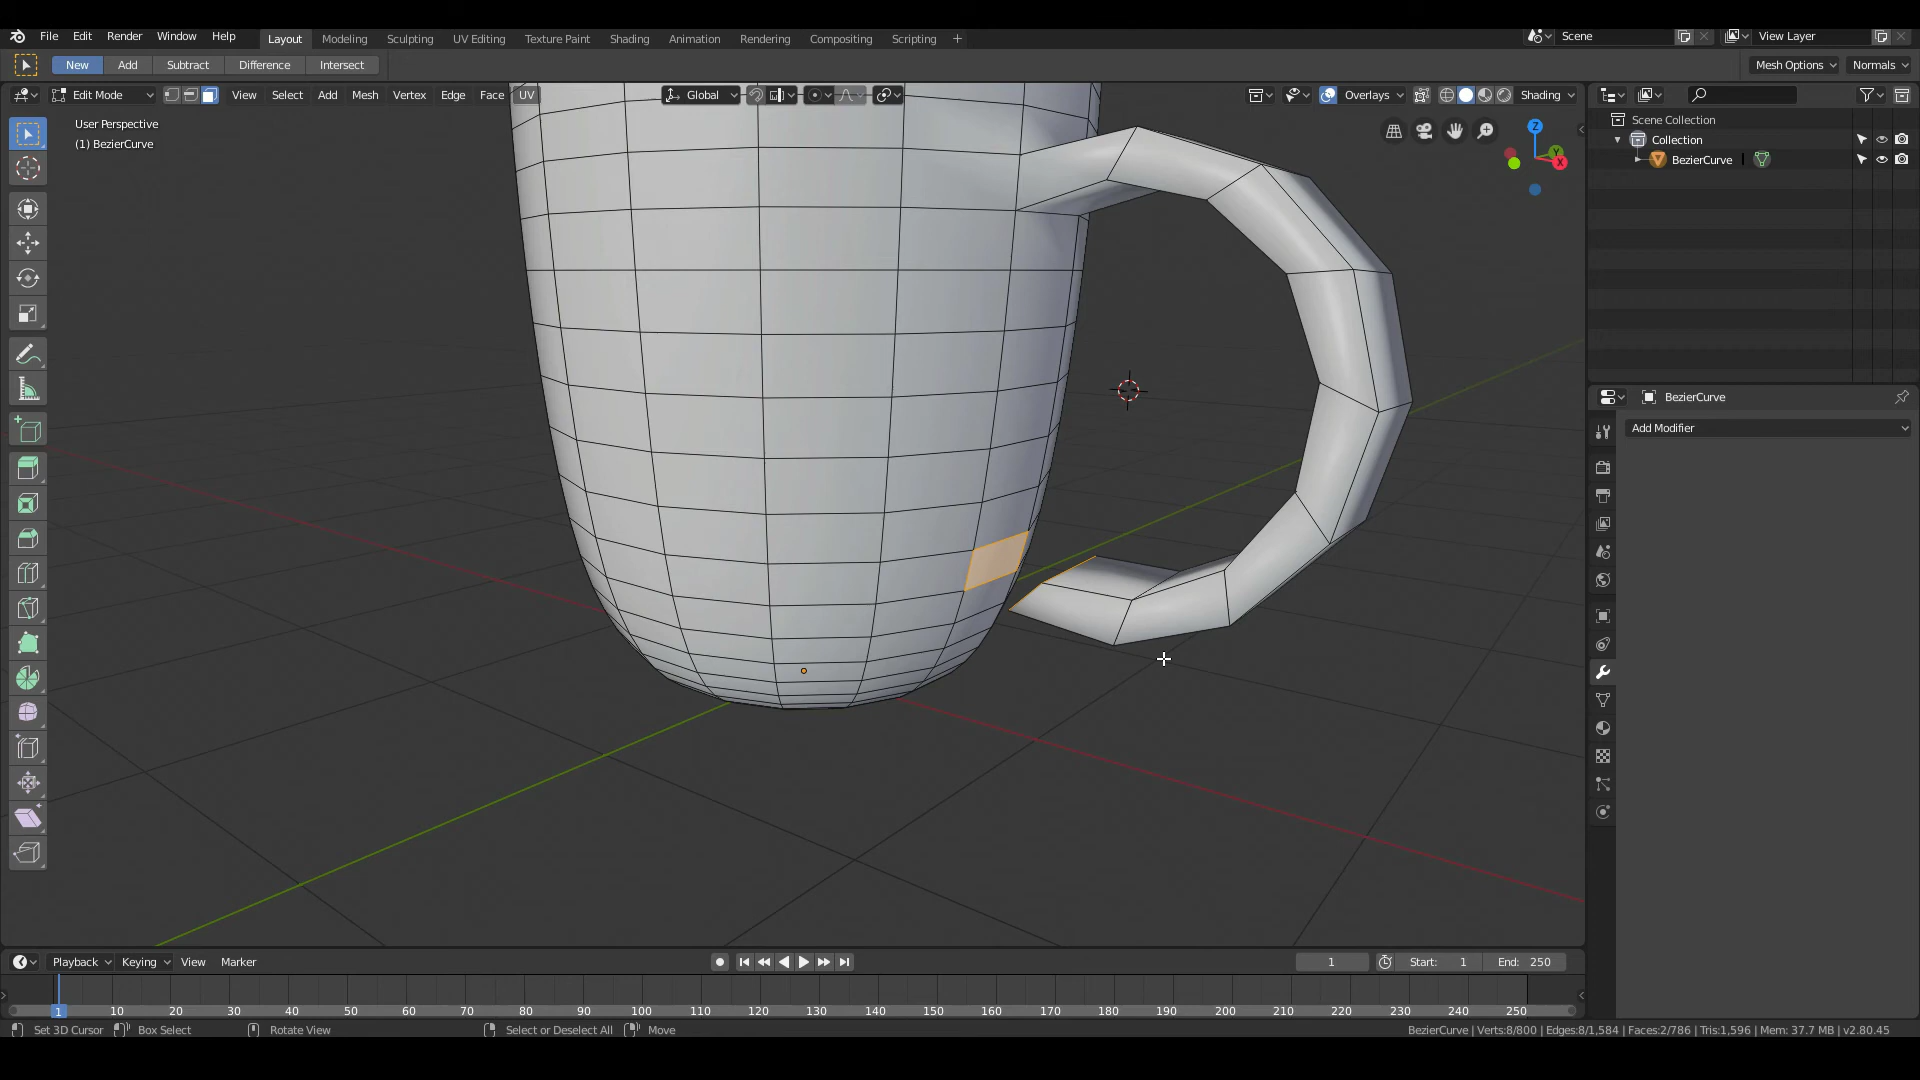 File Edit Render Window Help Layout Modeling Sculpting UV Editing Texture Paint Shading Animation Rendering Compositing Scripting + Scene View Layer
New Add Subtract Difference Intersect Mesh Options Normals
Edit Mode View Select Add Mesh Vertex Edge Face UV Global Overlays Shading
User Perspective
(1) BezierCurve
Z
Y
X
Scene Collection
Collection
BezierCurve
BezierCurve
Add Modifier
Playback Keying View Marker 1 Start: 1 End: 250
1 10 20 30 40 50 60 70 80 90 100 110 120 130 140 150 160 170 180 190 200 210 220 230 240 250
Set 3D Cursor Box Select Rotate View Select or Deselect All Move BezierCurve | Verts:8/800 | Edges:8/1,584 | Faces:2/786 | Tris:1,596 | Mem: 37.7 MB | v2.80.45